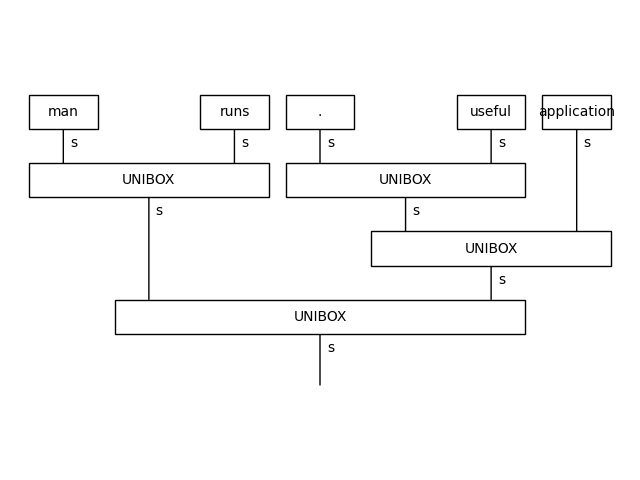 man runs . useful application
s s s s s
UNIBOX UNIBOX
s s
UNIBOX
s
UNIBOX
s